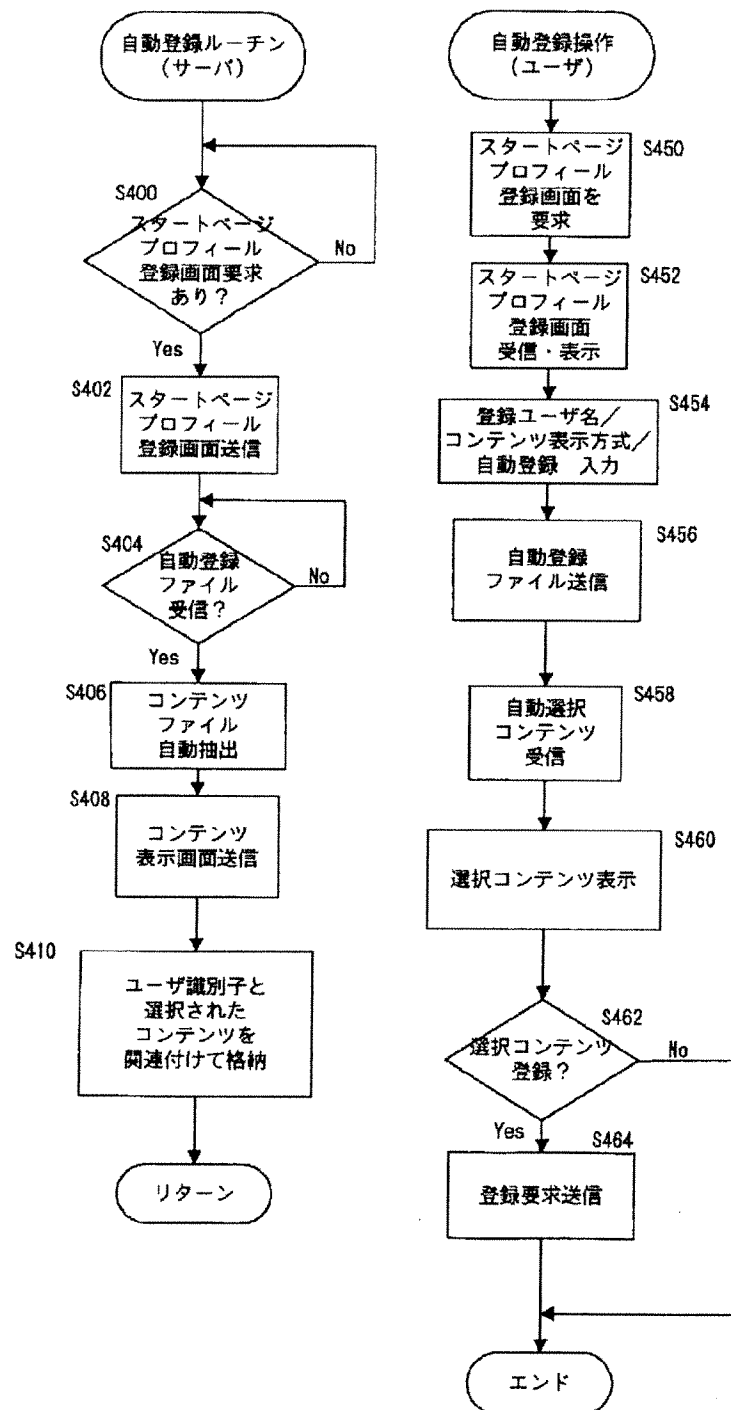 自動登録ルーチン
(サーバ)
S400
スタートページ
プロフィール
登録画面要求
あり?
No
Yes
S402
スタートページ
プロフィール
登録画面送信
S404
自動登録
ファイル
受信?
No
Yes
S406
コンテンツ
ファイル
自動抽出
S408
コンテンツ
表示画面送信
S410
ユーザ識別子と
選択された
コンテンツを
関連付けて格納
リターン
自動登録操作
(ユーザ)
S450
スタートページ
プロフィール
登録画面を
要求
S452
スタートページ
プロフィール
登録画面
受信・表示
S454
登録ユーザ名/
コンテンツ表示方式/
自動登録 入力
S456
自動登録
ファイル送信
S458
自動選択
コンテンツ
受信
S460
選択コンテンツ表示
S462
選択コンテンツ
登録?
No
Yes
S464
登録要求送信
エンド